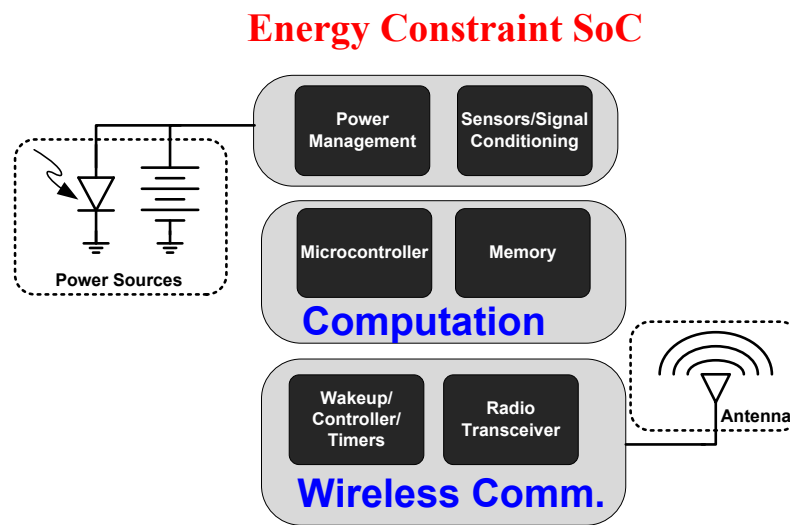 Energy Constraint SoC
Power
Management
Sensors/Signal
Conditioning
Power Sources
Microcontroller
Memory
Computation
Wakeup/
Controller/
Timers
Radio
Transceiver
Antenna
Wireless Comm.